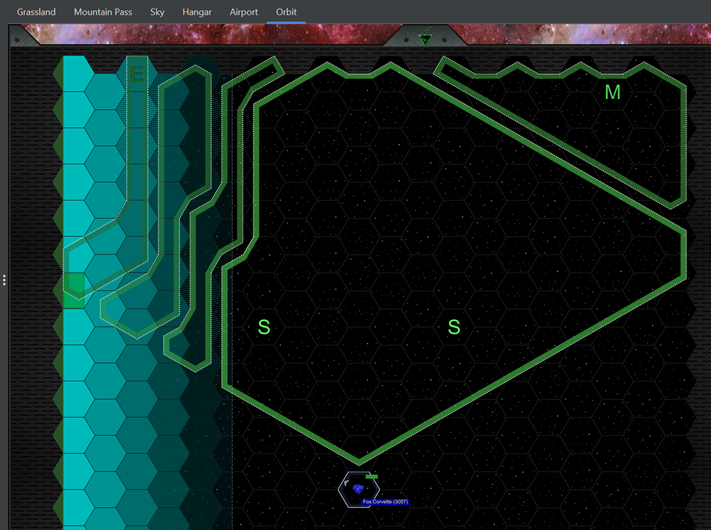 Grassland Mountain Pass Sky Hangar Airport Orbit
E
M
S S
Fox Corvette (3057)